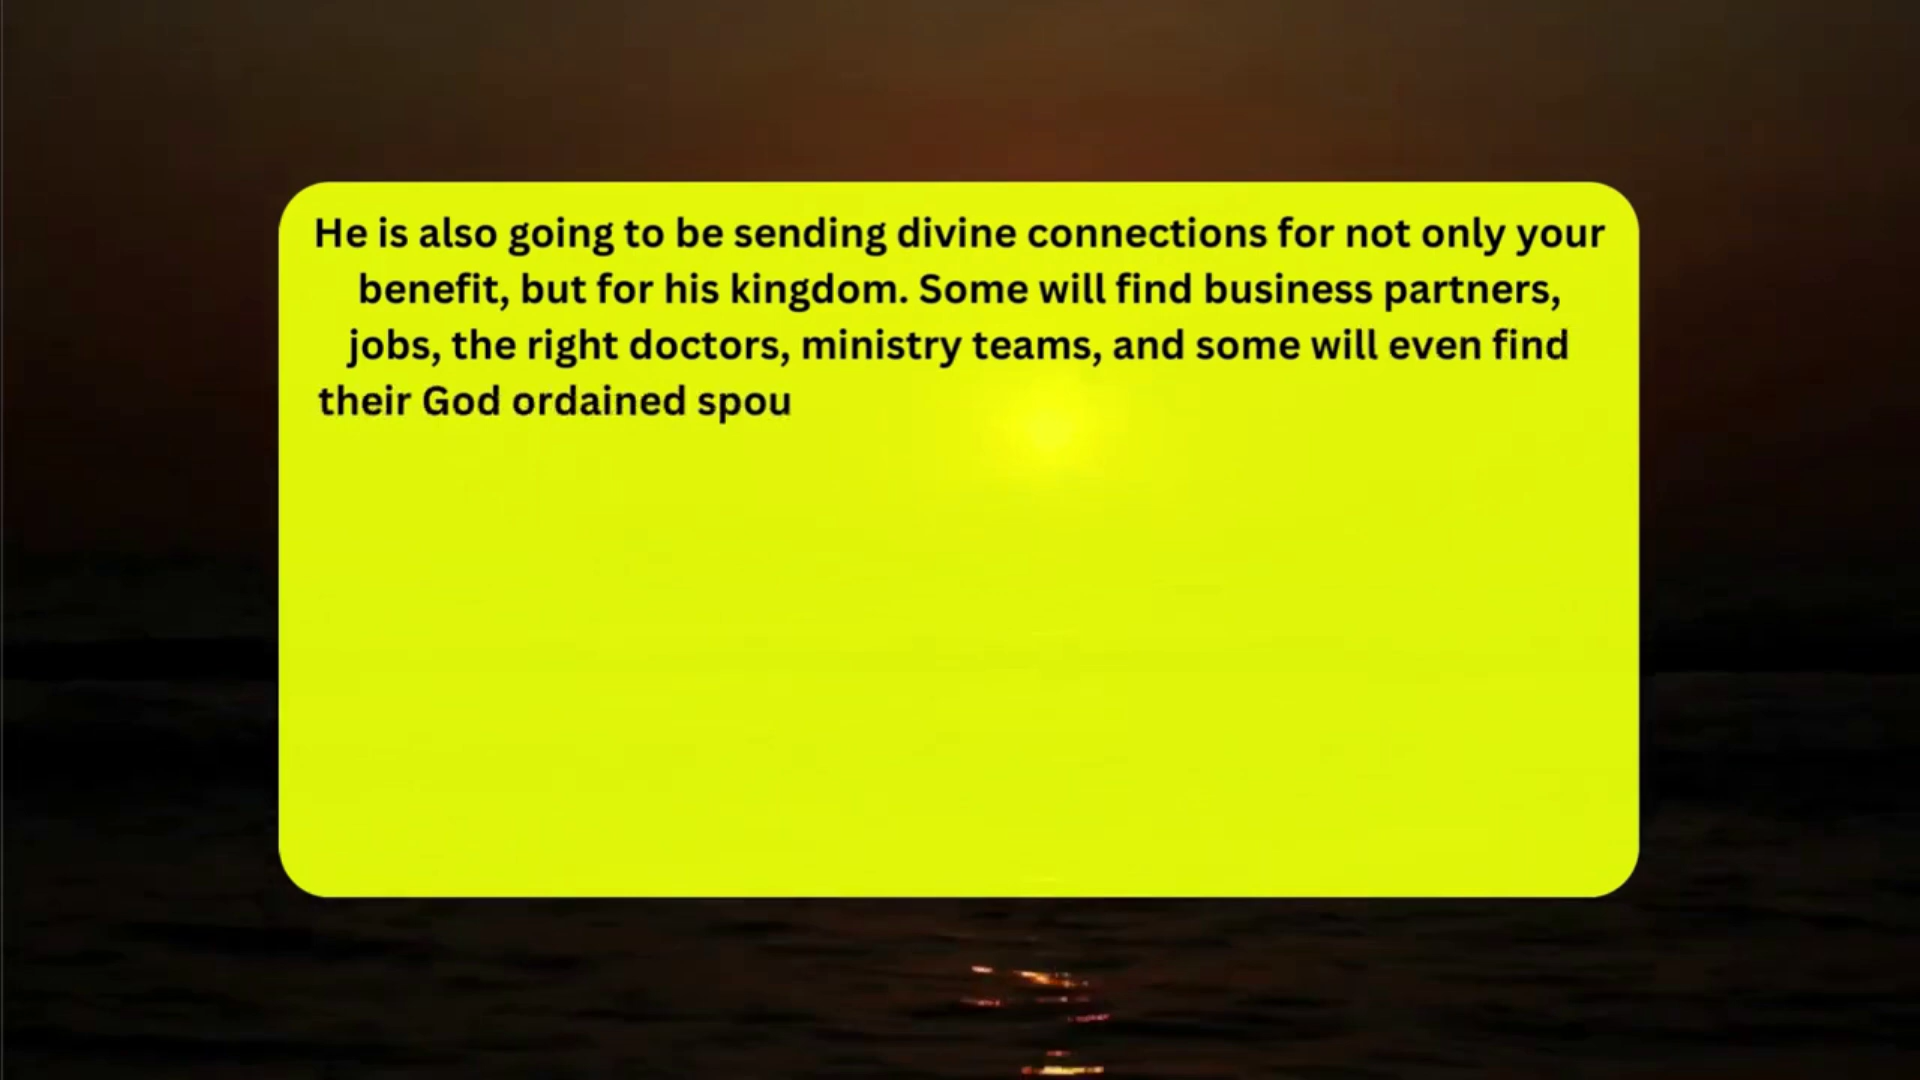 He is also going to be sending divine connections for not only your
benefit, but for his kingdom. Some will find business partners,
jobs, the right doctors, ministry teams, and some will even find
their God ordained spou